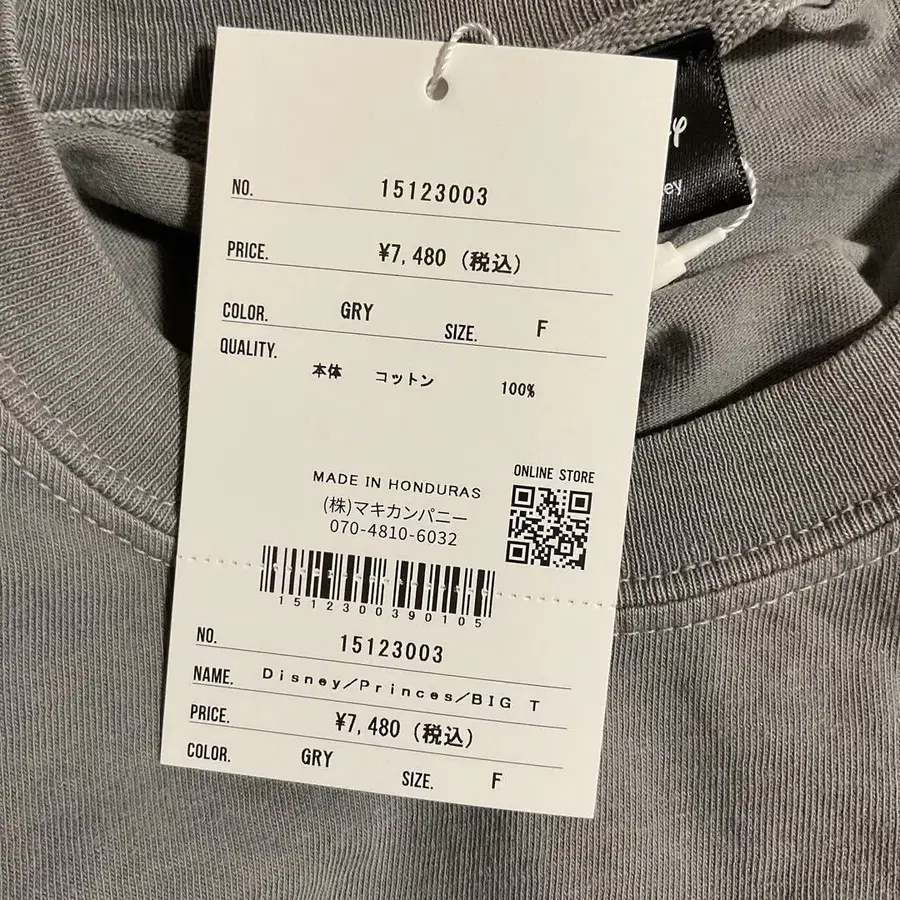 NO. 15123003
PRICE. ¥7,480 (税込)
COLOR. GRY SIZE. F
QUALITY.
本体 コットン 100%
ONLINE STORE
MADE IN HONDURAS
(株)マキカンパニー
070-4810-6032
1512300390105
NO. 15123003
NAME. Disney/Princes/BIG T
PRICE. ¥7,480 (税込)
COLOR. GRY SIZE. F